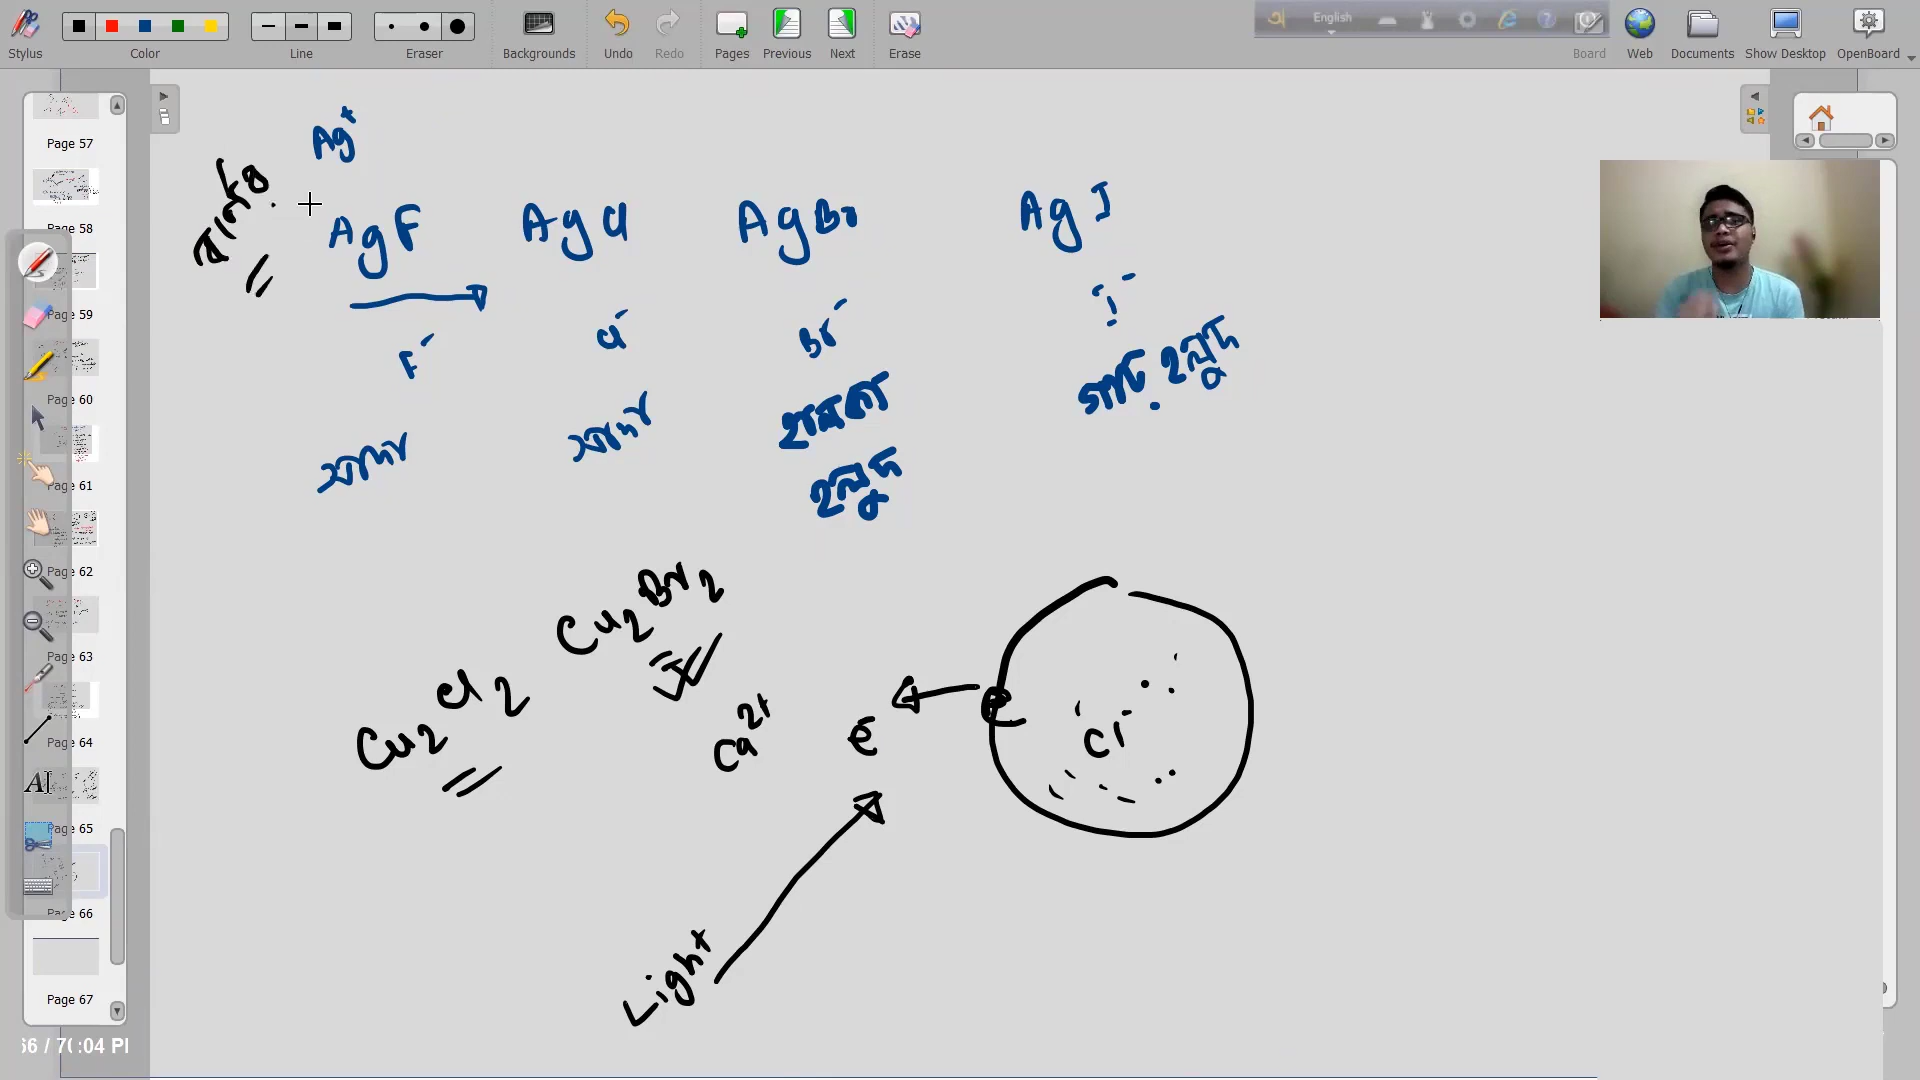 Stylus
Color
Line
Eraser
Backgrounds
Undo
Redo
Pages
Previous
Next
Erase
English
Board
Web
Documents
Show Desktop
OpenBoard
Page 57
58
Page 59
Page 60
Page 61
Page 62
Page 63
Page 64
Page 65
Page 66
Page 67
Ag+
AgF
AgCl
AgBr
AgI
F-
Cl-
Br-
I-
সাদা
সাদা
হালকা
হলুদ
গাঢ় হলুদ
Cu2Br2
Cu2Cl2
Ca2+
e-
e
Cl-
Light